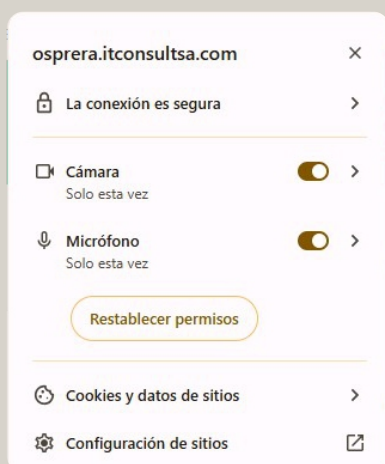 osprera.itconsultsa.com
La conexión es segura
Cámara
Solo esta vez
Micrófono
Solo esta vez
Restablecer permisos
Cookies y datos de sitios
Configuración de sitios